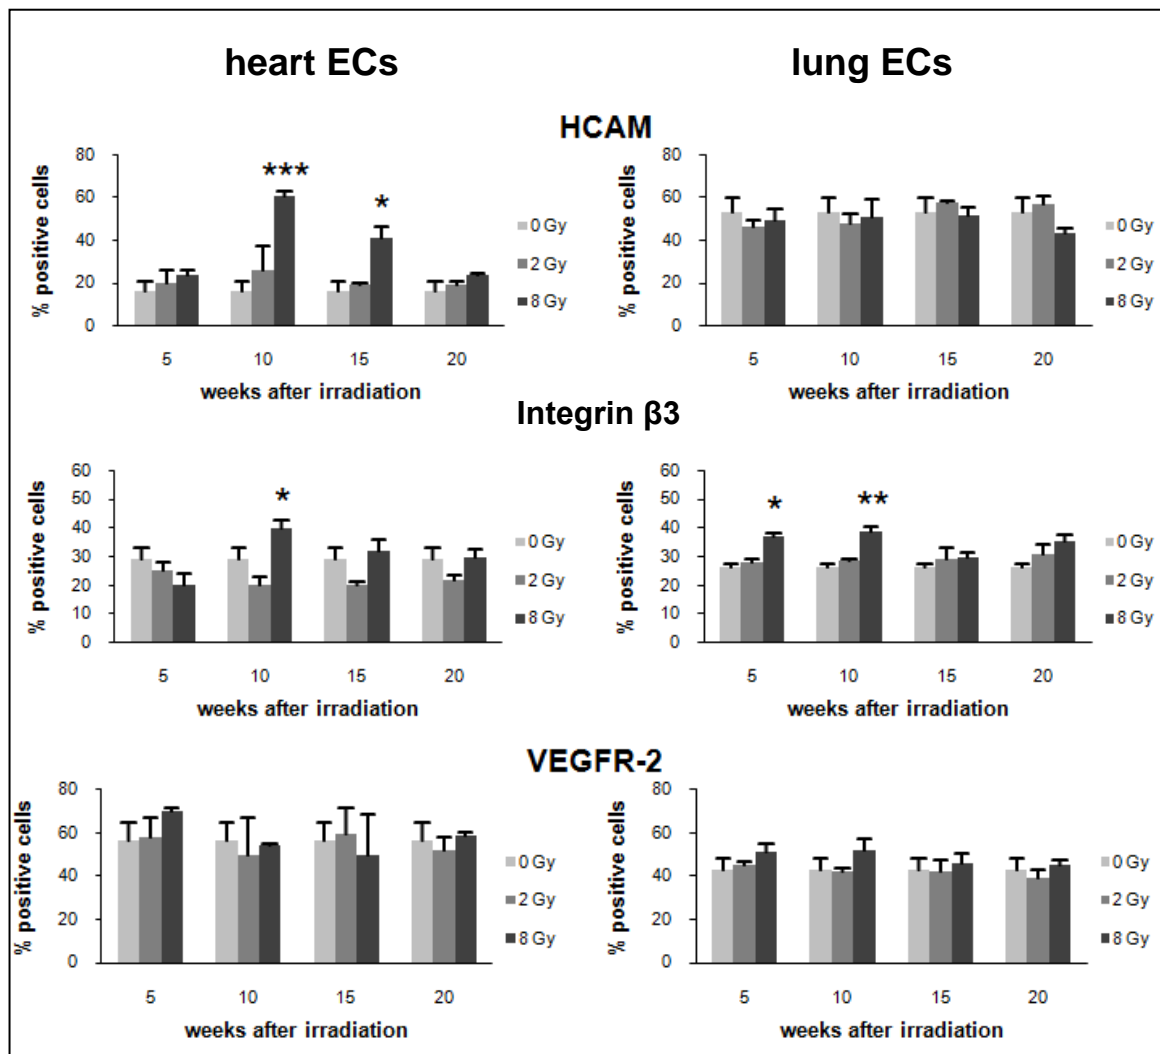 heart ECs
lung ECs
HCAM
% positive cells
80
60
40
20
0
***
*
5 10 15 20
weeks after irradiation
0 Gy
2 Gy
8 Gy
% positive cells
80
60
40
20
0
5 10 15 20
weeks after irradiation
0 Gy
2 Gy
8 Gy
Integrin β3
% positive cells
60
50
40
30
20
10
0
*
5 10 15 20
weeks after irradiation
0 Gy
2 Gy
8 Gy
% positive cells
60
50
40
30
20
10
0
*
**
5 10 15 20
weeks after irradiation
0 Gy
2 Gy
8 Gy
VEGFR-2
% positive cells
80
60
40
20
0
5 10 15 20
weeks after irradiation
0 Gy
2 Gy
8 Gy
% positive cells
80
60
40
20
0
5 10 15 20
weeks after irradiation
0 Gy
2 Gy
8 Gy